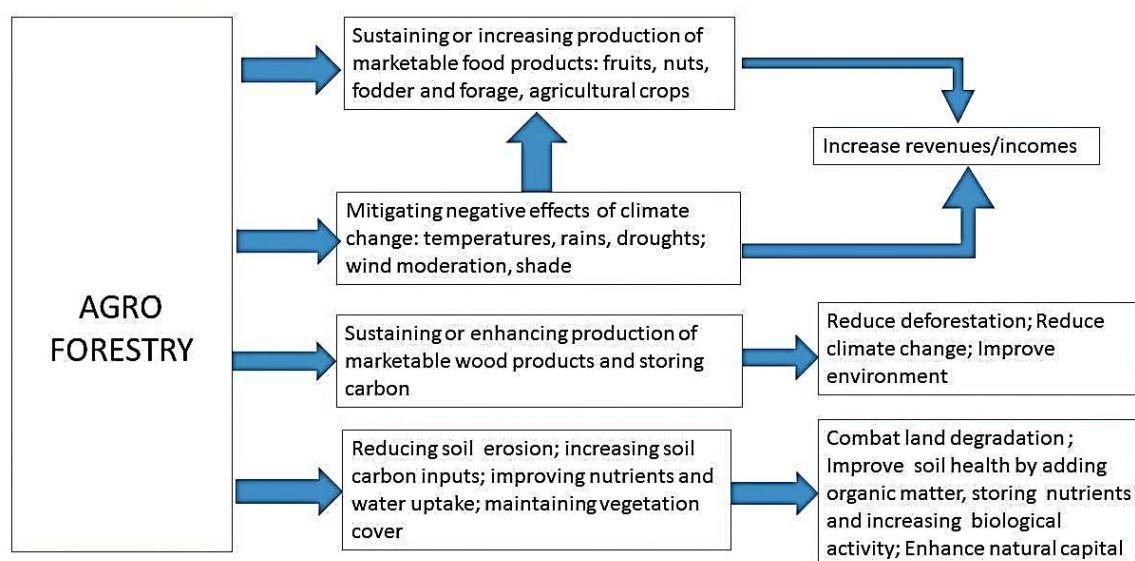 AGRO
FORESTRY
Sustaining or increasing production of
marketable food products: fruits, nuts,
fodder and forage, agricultural crops
Mitigating negative effects of climate
change: temperatures, rains, droughts;
wind moderation, shade
Sustaining or enhancing production of
marketable wood products and storing
carbon
Reducing soil erosion; increasing soil
carbon inputs; improving nutrients and
water uptake; maintaining vegetation
cover
Increase revenues/incomes
Reduce deforestation; Reduce
climate change; Improve
environment
Combat land degradation ;
Improve soil health by adding
organic matter, storing nutrients
and increasing biological
activity; Enhance natural capital